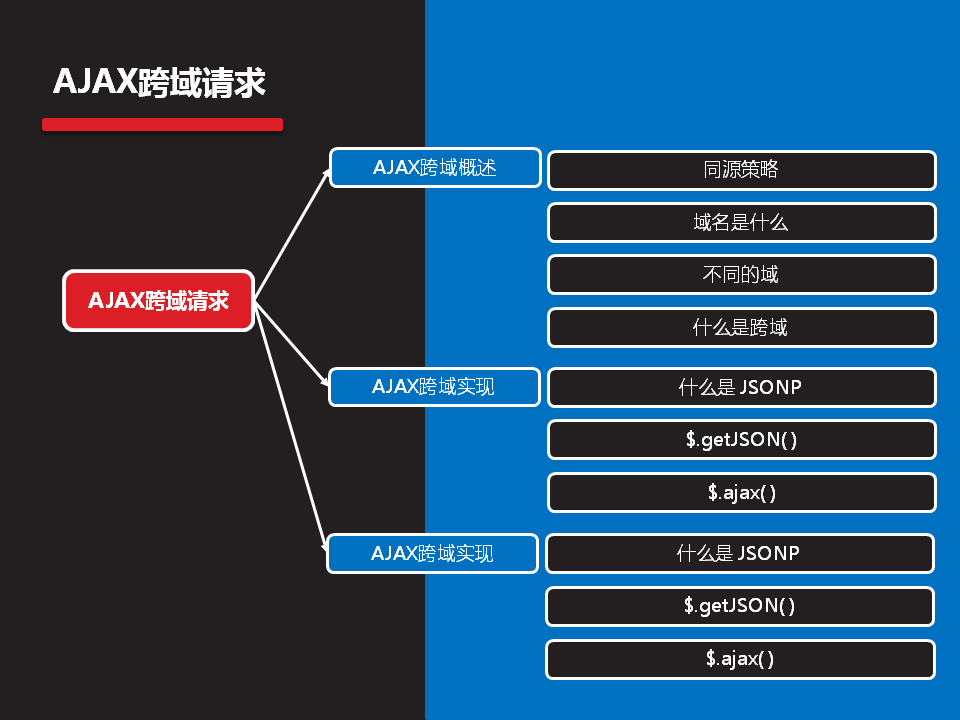 AJAX跨域请求
AJAX跨域概述
同源策略
域名是什么
不同的域
什么是跨域
AJAX跨域请求
AJAX跨域实现
什么是 JSONP
$.getJSON( )
$.ajax( )
AJAX跨域实现
什么是 JSONP
$.getJSON( )
$.ajax( )